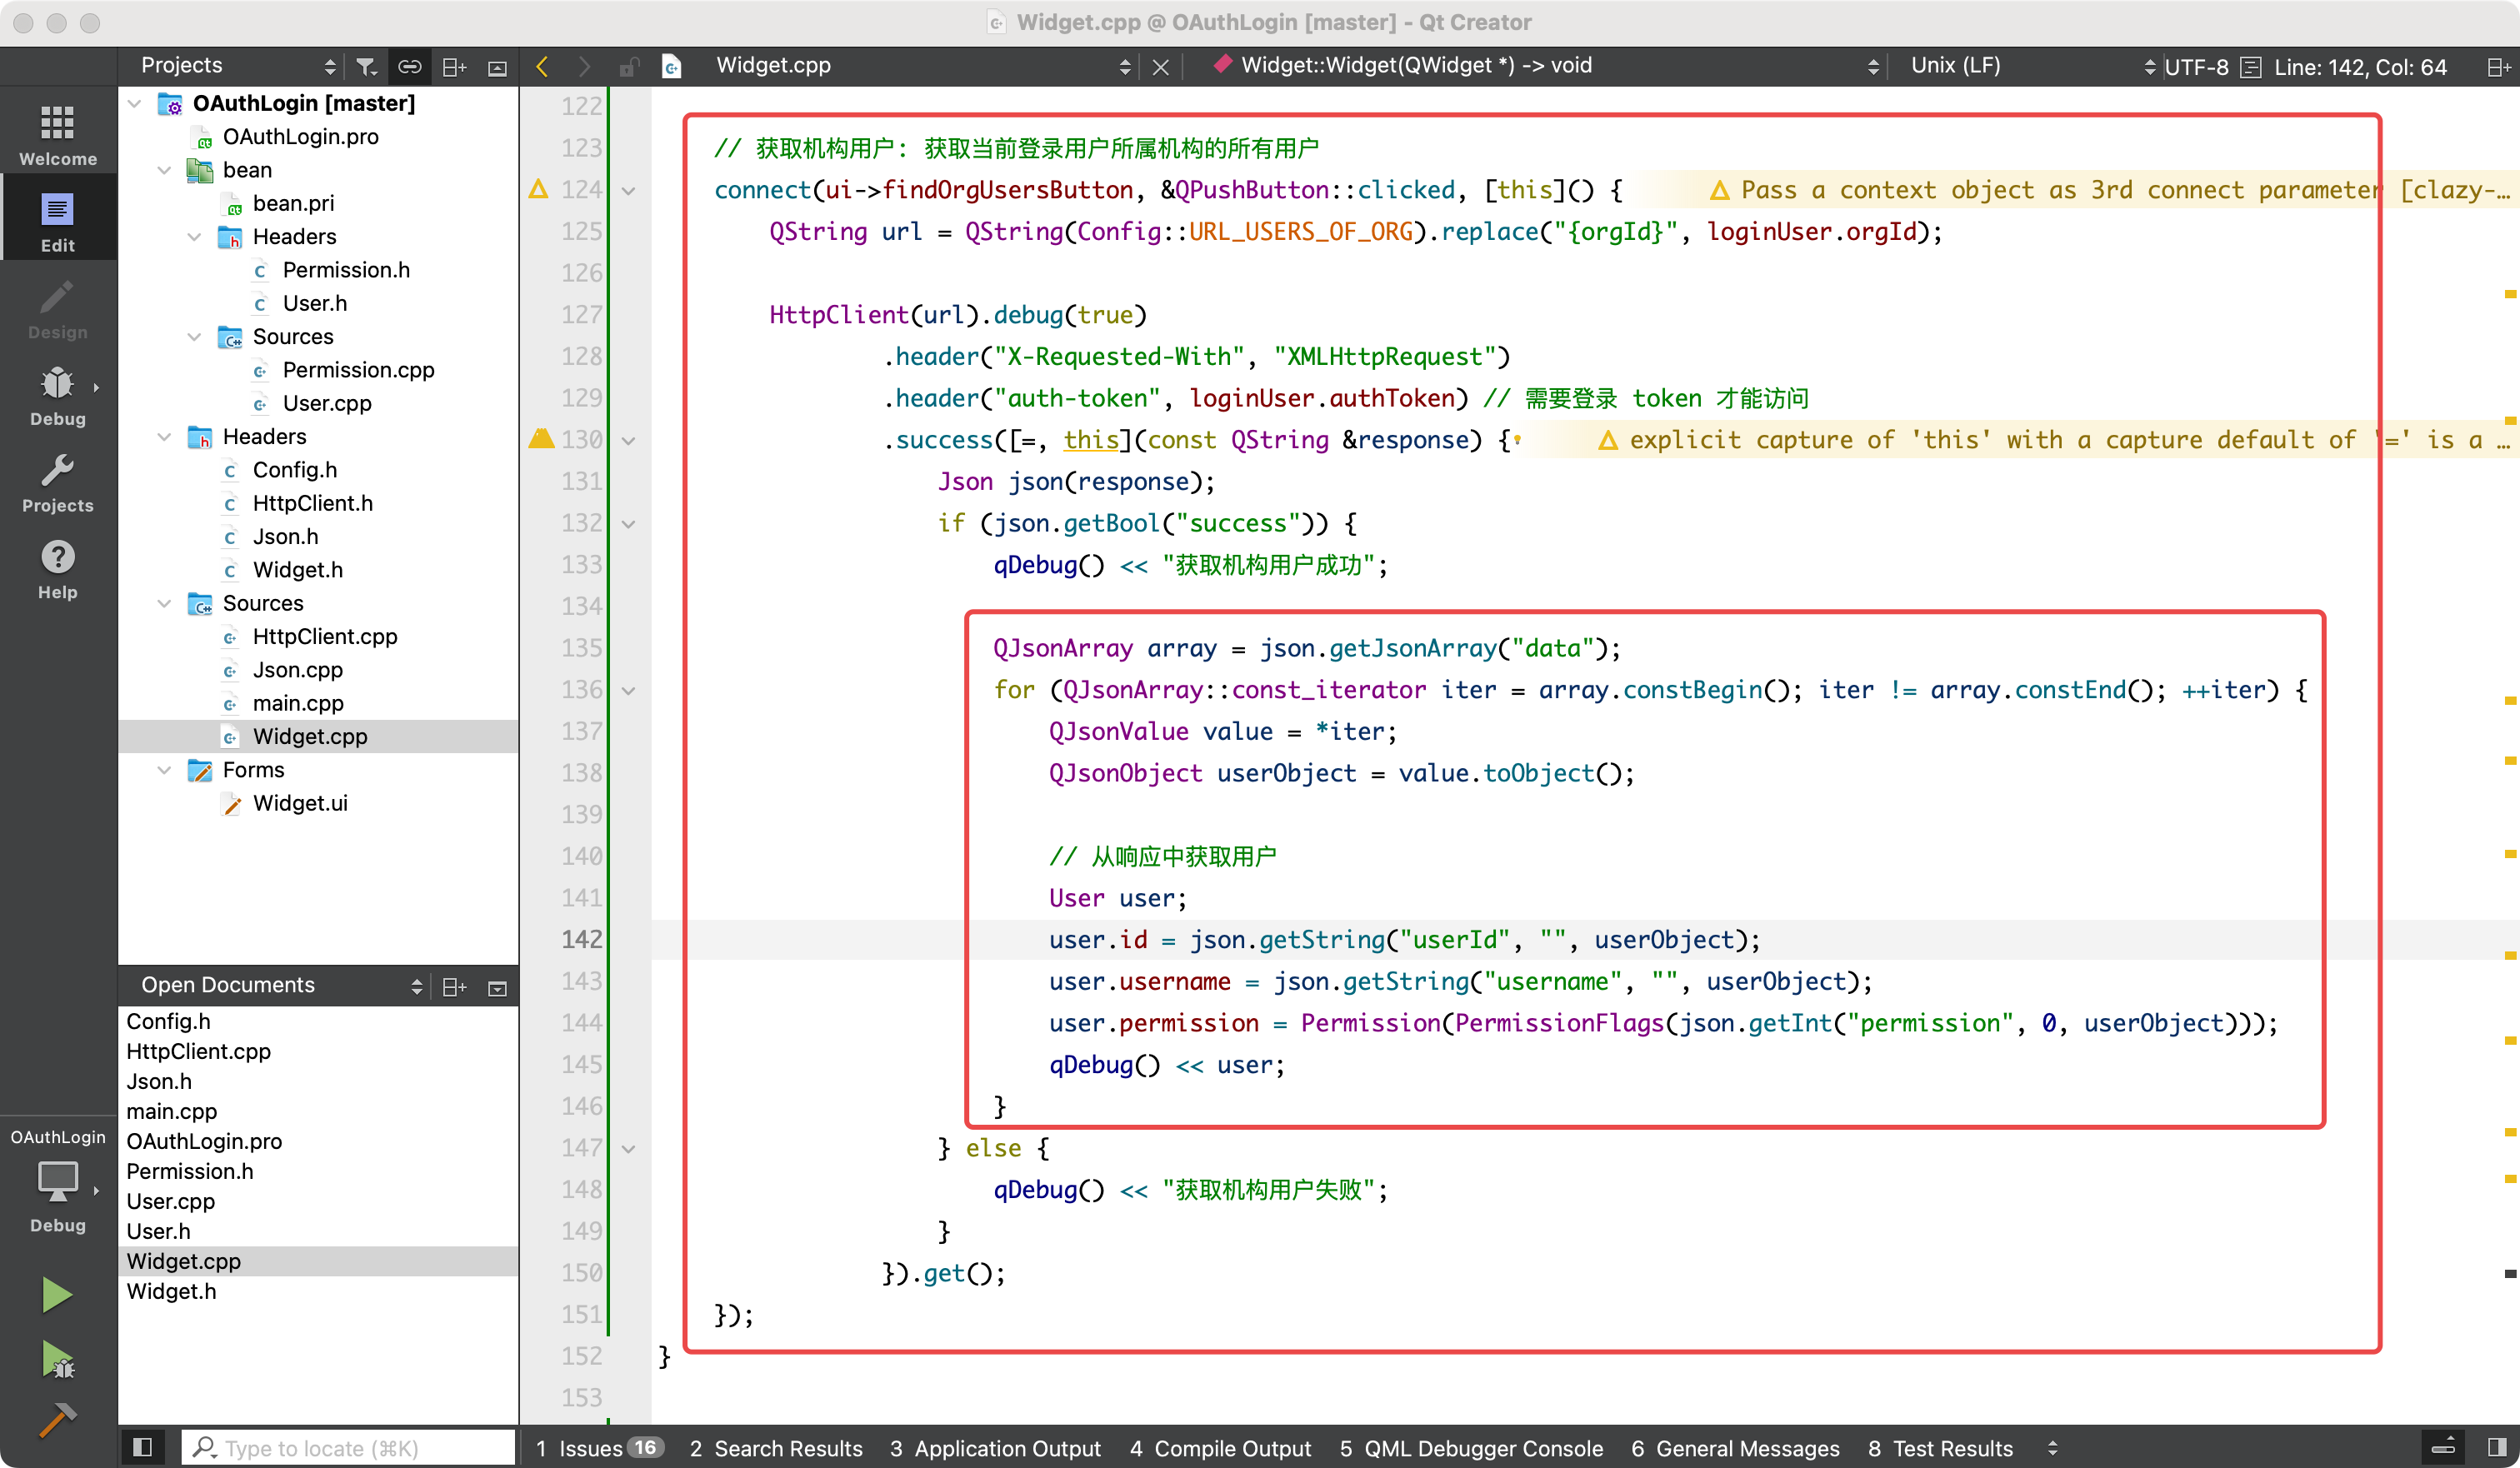 Widget.cpp @ OAuthLogin [master] - Qt Creator
Projects
Widget.cpp
Widget::Widget(QWidget *) -> void
Unix (LF)
UTF-8
Line: 142, Col: 64
Welcome
Edit
Design
Debug
Projects
Help
OAuthLogin
Debug
OAuthLogin [master]
OAuthLogin.pro
bean
bean.pri
Headers
Permission.h
User.h
Sources
Permission.cpp
User.cpp
Headers
Config.h
HttpClient.h
Json.h
Widget.h
Sources
HttpClient.cpp
Json.cpp
main.cpp
Widget.cpp
Forms
Widget.ui
Open Documents
Config.h
HttpClient.cpp
Json.h
main.cpp
OAuthLogin.pro
Permission.h
User.cpp
User.h
Widget.cpp
Widget.h
122
123 // 获取机构用户: 获取当前登录用户所属机构的所有用户
124 connect(ui->findOrgUsersButton, &QPushButton::clicked, [this]() { Pass a context object as 3rd connect parameter [clazy-…
125 QString url = QString(Config::URL_USERS_OF_ORG).replace("{orgId}", loginUser.orgId);
126
127 HttpClient(url).debug(true)
128 .header("X-Requested-With", "XMLHttpRequest")
129 .header("auth-token", loginUser.authToken) // 需要登录 token 才能访问
130 .success([=, this](const QString &response) { explicit capture of 'this' with a capture default of '=' is a …
131 Json json(response);
132 if (json.getBool("success")) {
133 qDebug() << "获取机构用户成功";
134
135 QJsonArray array = json.getJsonArray("data");
136 for (QJsonArray::const_iterator iter = array.constBegin(); iter != array.constEnd(); ++iter) {
137 QJsonValue value = *iter;
138 QJsonObject userObject = value.toObject();
139
140 // 从响应中获取用户
141 User user;
142 user.id = json.getString("userId", "", userObject);
143 user.username = json.getString("username", "", userObject);
144 user.permission = Permission(PermissionFlags(json.getInt("permission", 0, userObject)));
145 qDebug() << user;
146 }
147 } else {
148 qDebug() << "获取机构用户失败";
149 }
150 }).get();
151 });
152 }
153
Type to locate (⌘K)
1 Issues 16 2 Search Results 3 Application Output 4 Compile Output 5 QML Debugger Console 6 General Messages 8 Test Results